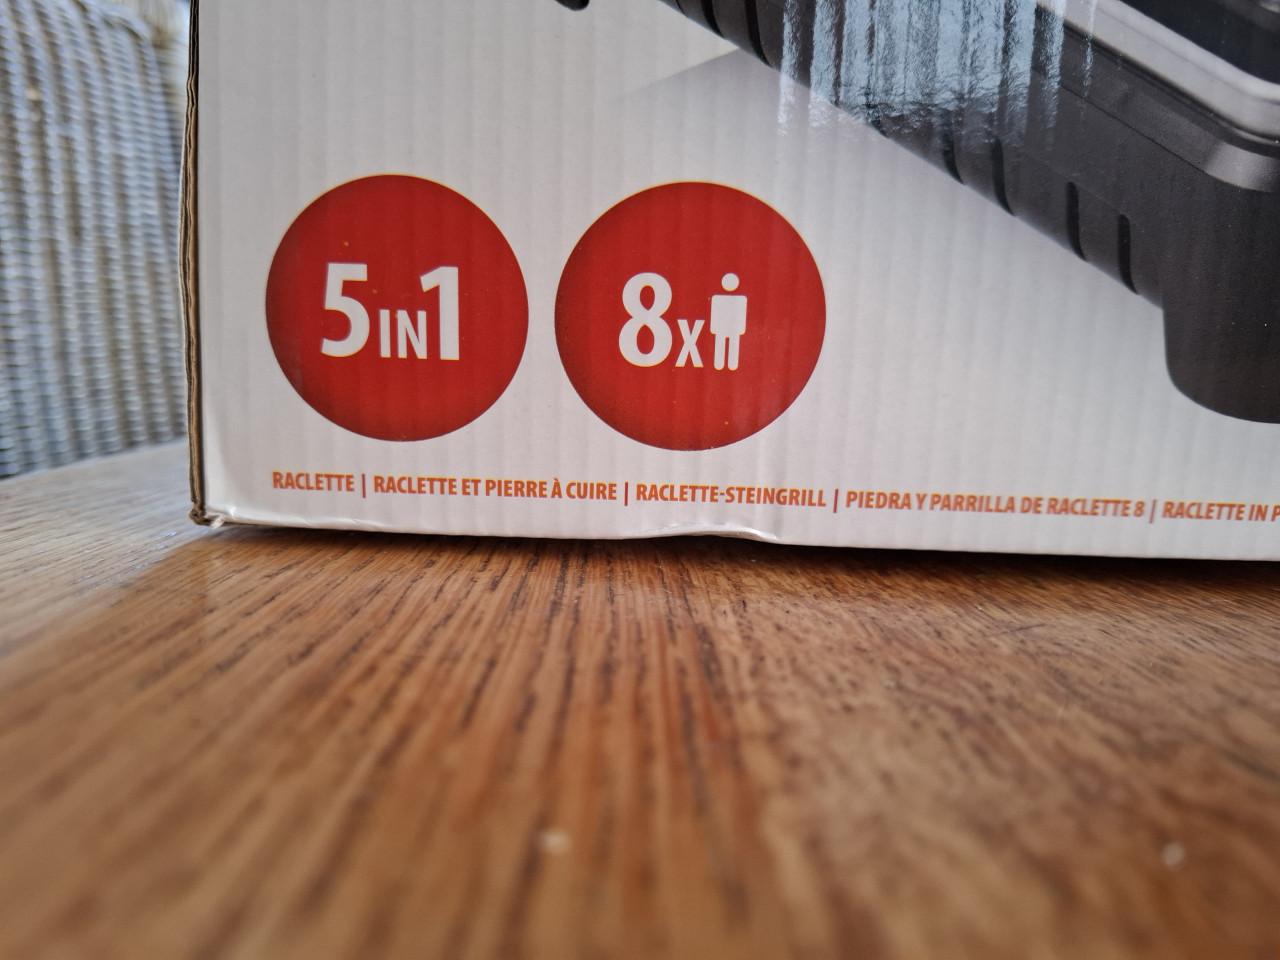 5IN1
8x
RACLETTE | RACLETTE ET PIERRE À CUIRE | RACLETTE-STEINGRILL | PIEDRA Y PARRILLA DE RACLETTE 8 | RACLETTE IN P